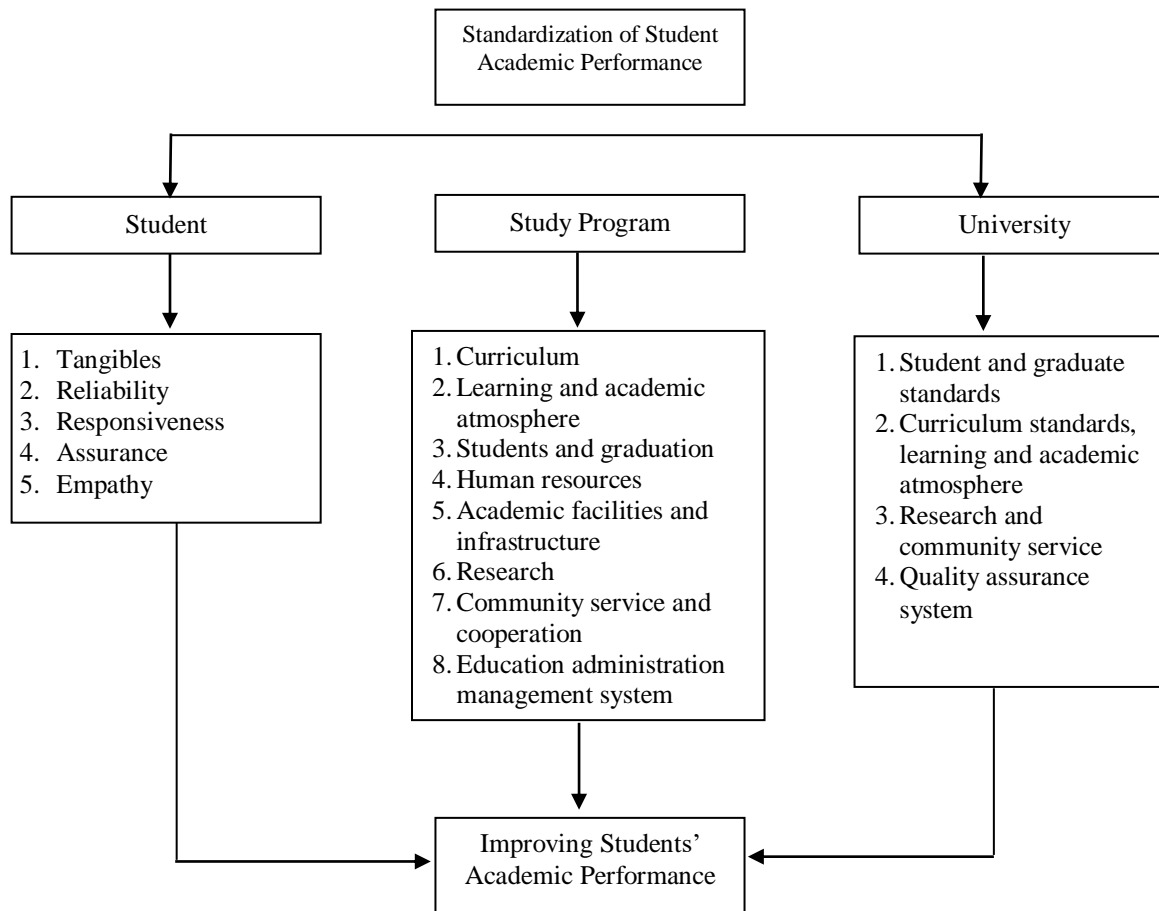 Standardization of Student
Academic Performance
Student
Study Program
University
1. Tangibles
2. Reliability
3. Responsiveness
4. Assurance
5. Empathy
1. Curriculum
2. Learning and academic
atmosphere
3. Students and graduation
4. Human resources
5. Academic facilities and
infrastructure
6. Research
7. Community service and
cooperation
8. Education administration
management system
1. Student and graduate
standards
2. Curriculum standards,
learning and academic
atmosphere
3. Research and
community service
4. Quality assurance
system
Improving Students’
Academic Performance